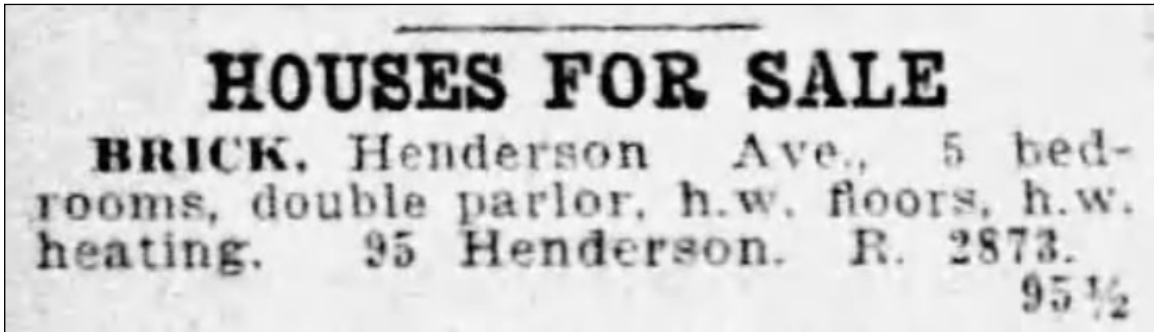 HOUSES FOR SALE
BRICK, Henderson Ave., 5 bed-
rooms, double parlor, h.w. floors, h.w.
heating. 95 Henderson. R. 2873.
95½